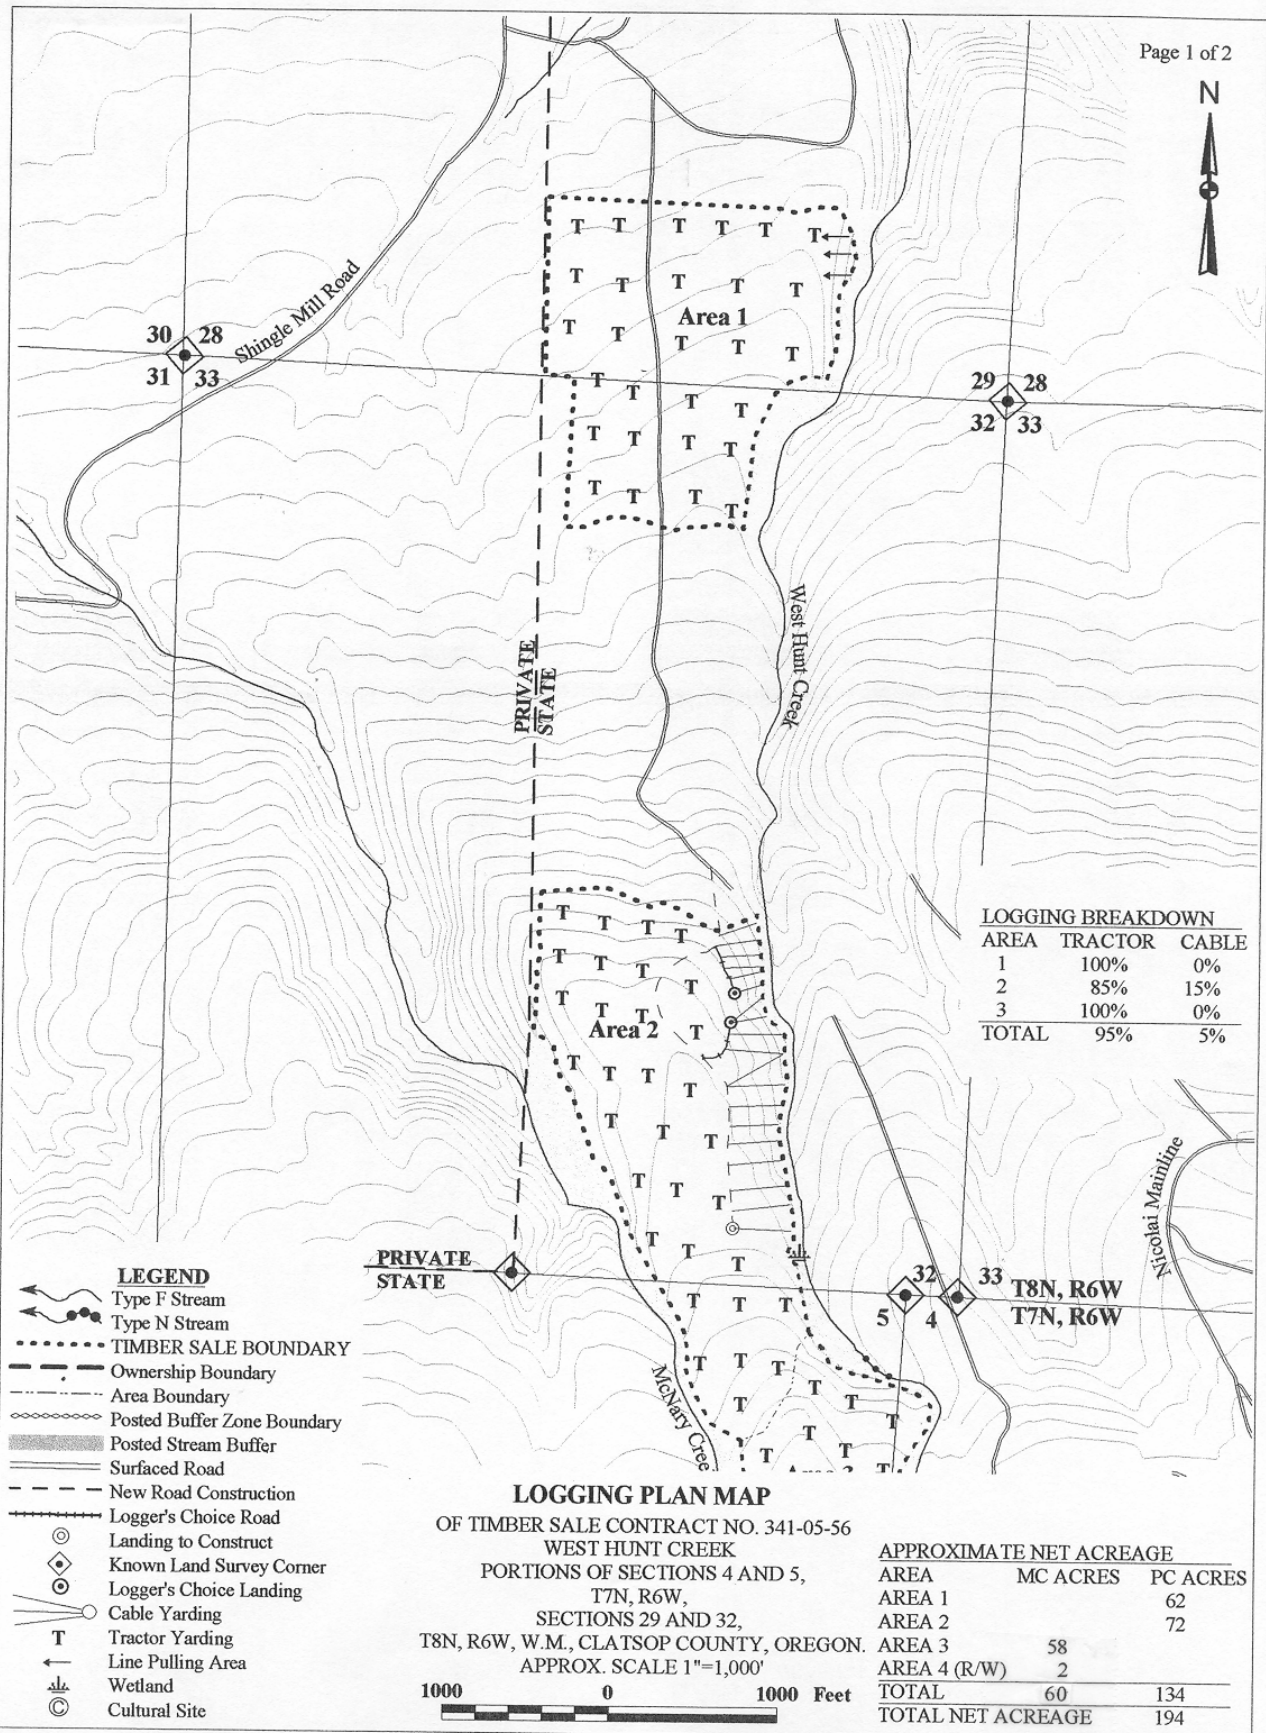 Page 1 of 2
N
T T T T T T
T T T T T
Area 1
T T T T T
30 28
31 33
Shingle Mill Road
29 28
32 33
T T T T
T T T T
T T T T
West Hunt Creek
PRIVATE
STATE
LOGGING BREAKDOWN
AREA TRACTOR CABLE
1 100% 0%
2 85% 15%
3 100% 0%
TOTAL 95% 5%
T T T T
T T T T
T T T T
Area 2
T T T T
T T T
T T T
T T T
Nicolai Mainline
PRIVATE
STATE
32 33 T8N, R6W
5 4 T7N, R6W
T T T
T T T T
T T T
T T T T
McNary Cree
LEGEND
Type F Stream
Type N Stream
TIMBER SALE BOUNDARY
Ownership Boundary
Area Boundary
Posted Buffer Zone Boundary
Posted Stream Buffer
Surfaced Road
New Road Construction
Logger's Choice Road
Landing to Construct
Known Land Survey Corner
Logger's Choice Landing
Cable Yarding
T Tractor Yarding
Line Pulling Area
Wetland
© Cultural Site
LOGGING PLAN MAP
OF TIMBER SALE CONTRACT NO. 341-05-56
WEST HUNT CREEK
PORTIONS OF SECTIONS 4 AND 5,
T7N, R6W,
SECTIONS 29 AND 32,
T8N, R6W, W.M., CLATSOP COUNTY, OREGON.
APPROX. SCALE 1"=1,000'
1000 0 1000 Feet
APPROXIMATE NET ACREAGE
AREA MC ACRES PC ACRES
AREA 1 62
AREA 2 72
AREA 3 58
AREA 4 (R/W) 2
TOTAL 60 134
TOTAL NET ACREAGE 194